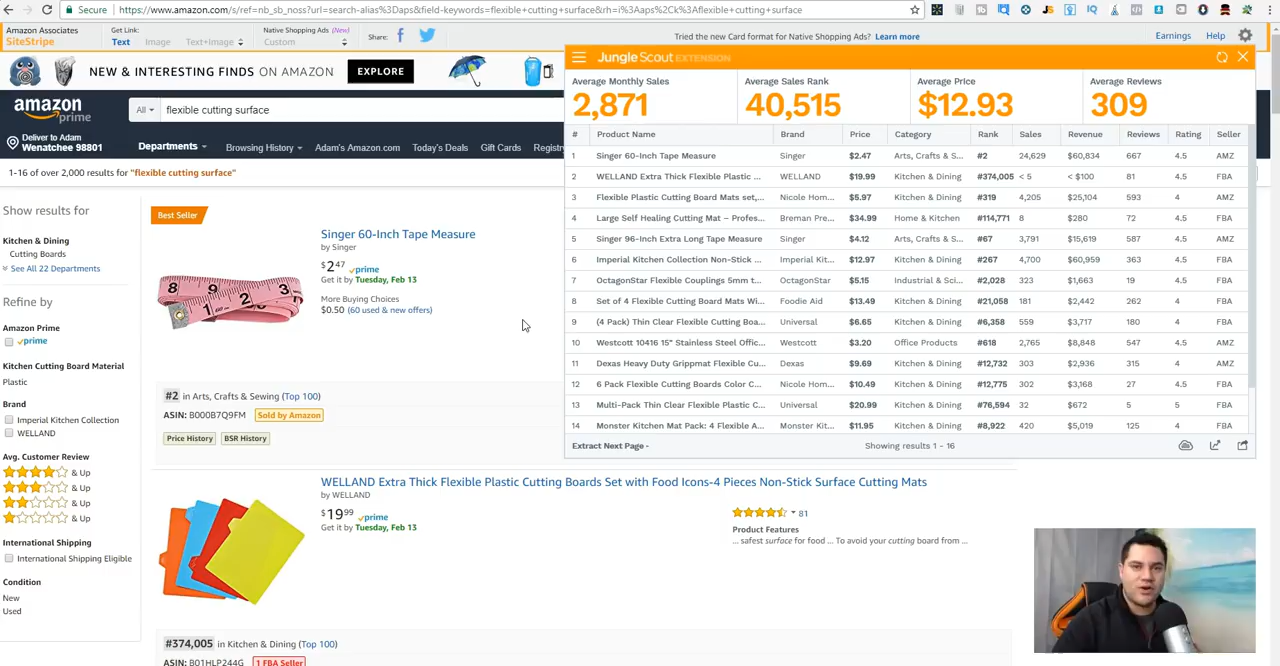 Secure
https://www.amazon.com/s/ref=nb_sb_noss?url=search-alias%3Daps&field-keywords=flexible+cutting+surface&rh=i%3Aaps%2Ck%3Aflexible+cutting+surface
Amazon Associates
SiteStripe
Get Link:
Text Image Text+Image
Native Shopping Ads (New)
Custom
Share:
Tried the new Card format for Native Shopping Ads? Learn more
Earnings Help
NEW & INTERESTING FINDS ON AMAZON
EXPLORE
amazon
prime
All
flexible cutting surface
Deliver to Adam
Wenatchee 98801
Departments
Browsing History
Adam's Amazon.com
Today's Deals
Gift Cards
Registr
1-16 of over 2,000 results for "flexible cutting surface"
Jungle Scout EXTENSION
Average Monthly Sales
2,871
Average Sales Rank
40,515
Average Price
$12.93
Average Reviews
309
# Product Name Brand Price Category Rank Sales Revenue Reviews Rating Seller
1 Singer 60-Inch Tape Measure Singer $2.47 Arts, Crafts & S... #2 24,629 $60,834 667 4.5 AMZ
2 WELLAND Extra Thick Flexible Plastic ... WELLAND $19.99 Kitchen & Dining #374,005 < 5 < $100 81 4.5 FBA
3 Flexible Plastic Cutting Board Mats set,... Nicole Hom... $5.97 Kitchen & Dining #319 4,205 $25,104 593 4 AMZ
4 Large Self Healing Cutting Mat – Profes... Breman Pre... $34.99 Home & Kitchen #114,771 8 $280 72 4.5 FBA
5 Singer 96-Inch Extra Long Tape Measure Singer $4.12 Arts, Crafts & S... #67 3,791 $15,619 587 4.5 AMZ
6 Imperial Kitchen Collection Non-Stick ... Imperial Kit... $12.97 Kitchen & Dining #267 4,700 $60,959 363 4.5 FBA
7 OctagonStar Flexible Couplings 5mm t... OctagonStar $5.15 Industrial & Sci... #2,028 323 $1,663 19 4.5 FBA
8 Set of 4 Flexible Cutting Board Mats Wi... Foodie Aid $13.49 Kitchen & Dining #21,058 181 $2,442 262 4 FBA
9 (4 Pack) Thin Clear Flexible Cutting Boa... Universal $6.65 Kitchen & Dining #6,358 559 $3,717 180 4 FBA
10 Westcott 10416 15" Stainless Steel Offic... Westcott $3.20 Office Products #618 2,765 $8,848 547 4.5 AMZ
11 Dexas Heavy Duty Grippmat Flexible Cu... Dexas $9.69 Kitchen & Dining #12,732 303 $2,936 315 4 AMZ
12 6 Pack Flexible Cutting Boards Color C... Nicole Hom... $10.49 Kitchen & Dining #12,775 302 $3,168 27 4.5 FBA
13 Multi-Pack Thin Clear Flexible Plastic C... Universal $20.99 Kitchen & Dining #76,594 32 $672 5 5 FBA
14 Monster Kitchen Mat Pack: 4 Flexible A... Monster Kit... $11.95 Kitchen & Dining #8,922 420 $5,019 125 4.5 FBA
Extract Next Page
Showing results 1 - 16
Show results for
Kitchen & Dining
Cutting Boards
See All 22 Departments
Refine by
Amazon Prime
prime
Kitchen Cutting Board Material
Plastic
Brand
Imperial Kitchen Collection
WELLAND
Avg. Customer Review
& Up
& Up
& Up
& Up
International Shipping
International Shipping Eligible
Condition
New
Used
Best Seller
8 9 2 3
1
Singer 60-Inch Tape Measure
by Singer
$2 47 prime
Get it by Tuesday, Feb 13
More Buying Choices
$0.50 (60 used & new offers)
#2 in Arts, Crafts & Sewing (Top 100)
ASIN: B000B7Q9FM Sold by Amazon
Price History BSR History
WELLAND Extra Thick Flexible Plastic Cutting Boards Set with Food Icons-4 Pieces Non-Stick Surface Cutting Mats
by WELLAND
$19 99 prime
Get it by Tuesday, Feb 13
81
Product Features
... safest surface for food ... To avoid your cutting board from ...
#374,005 in Kitchen & Dining (Top 100)
ASIN: B01HLP244G 1 FBA Seller